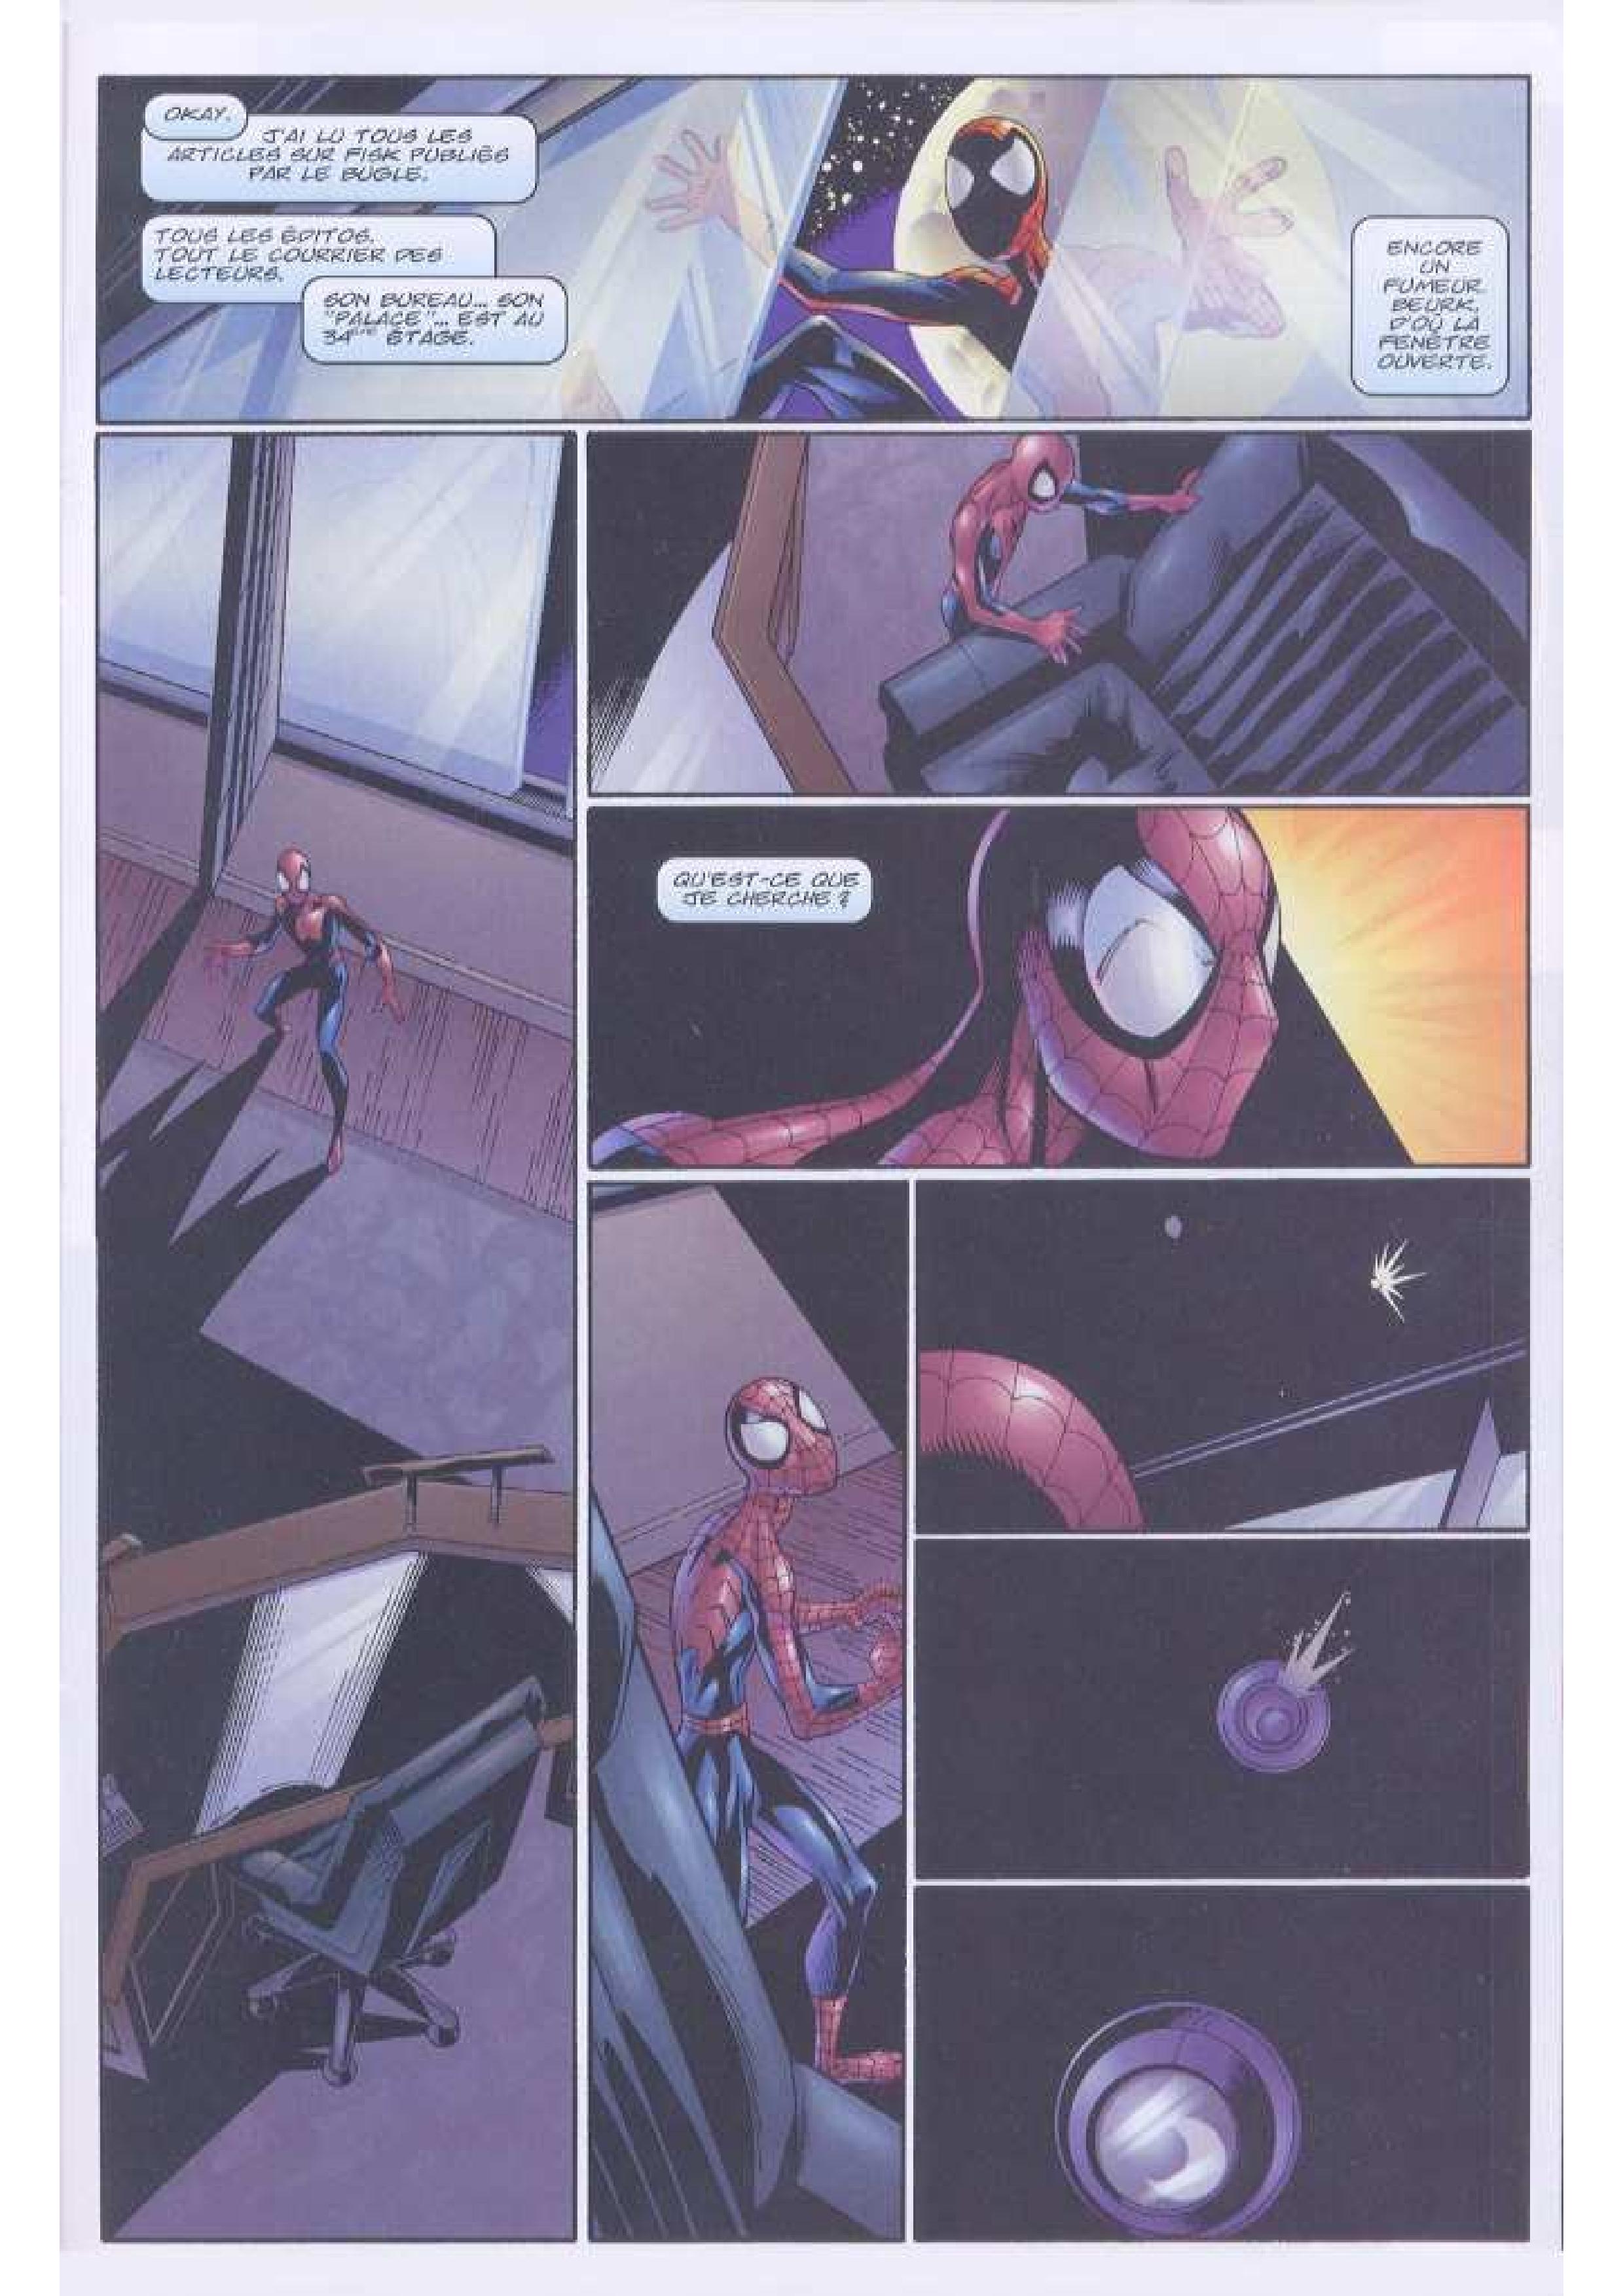 OKAY.
J'AI LU TOUS LES
ARTICLES SUR FISK PUBLIÉS
PAR LE BUGLE.
TOUS LES ÉDITOS.
TOUT LE COURRIER DES
LECTEURS.
SON BUREAU... SON
"PALACE"... EST AU
34ÈME ÉTAGE.
ENCORE
UN
FUMEUR.
BEURK.
D'OÙ LA
FENÊTRE
OUVERTE.
QU'EST-CE QUE
JE CHERCHE ?